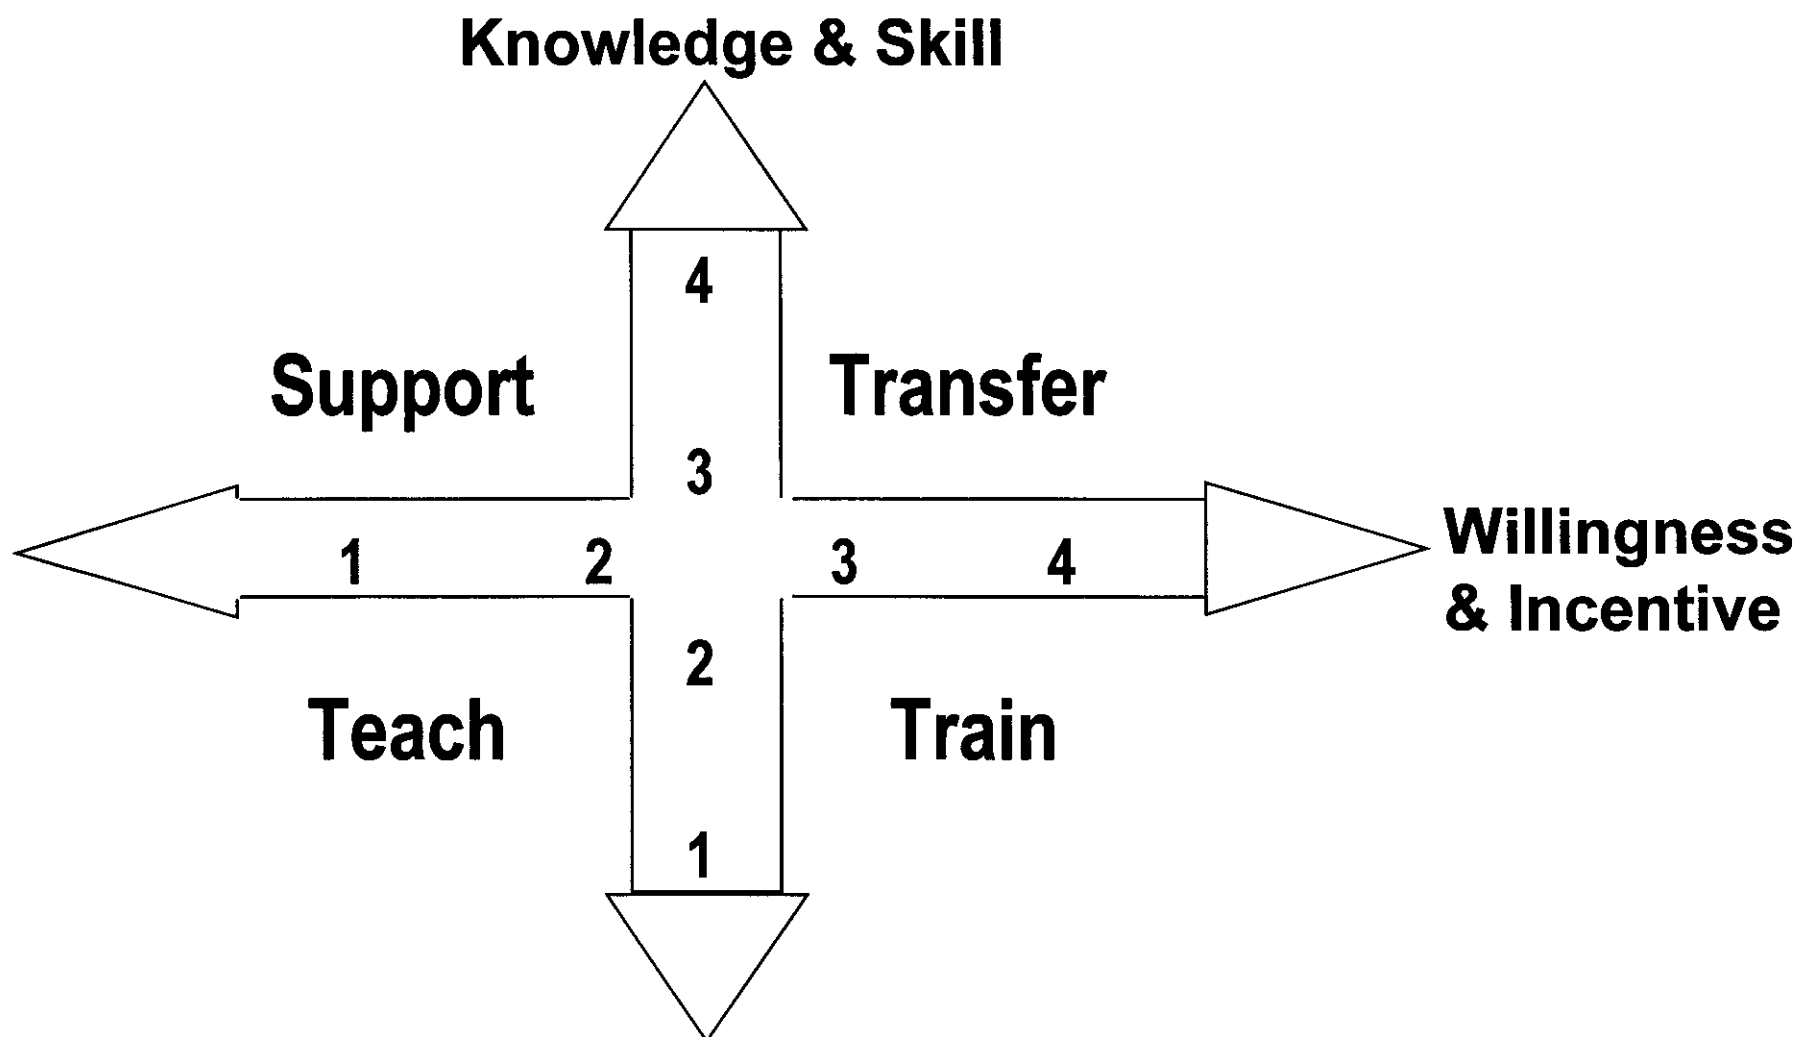 Knowledge & Skill
4
Support
Transfer
3
1
2
3
4
Willingness
& Incentive
2
Teach
Train
1